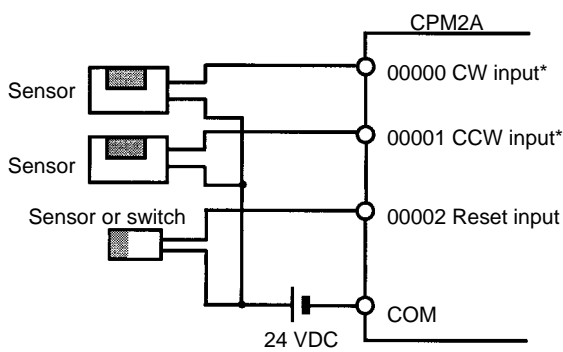 CPM2A
00000 CW input*
Sensor
00001 CCW input*
Sensor
Sensor or switch
00002 Reset input
COM
24 VDC